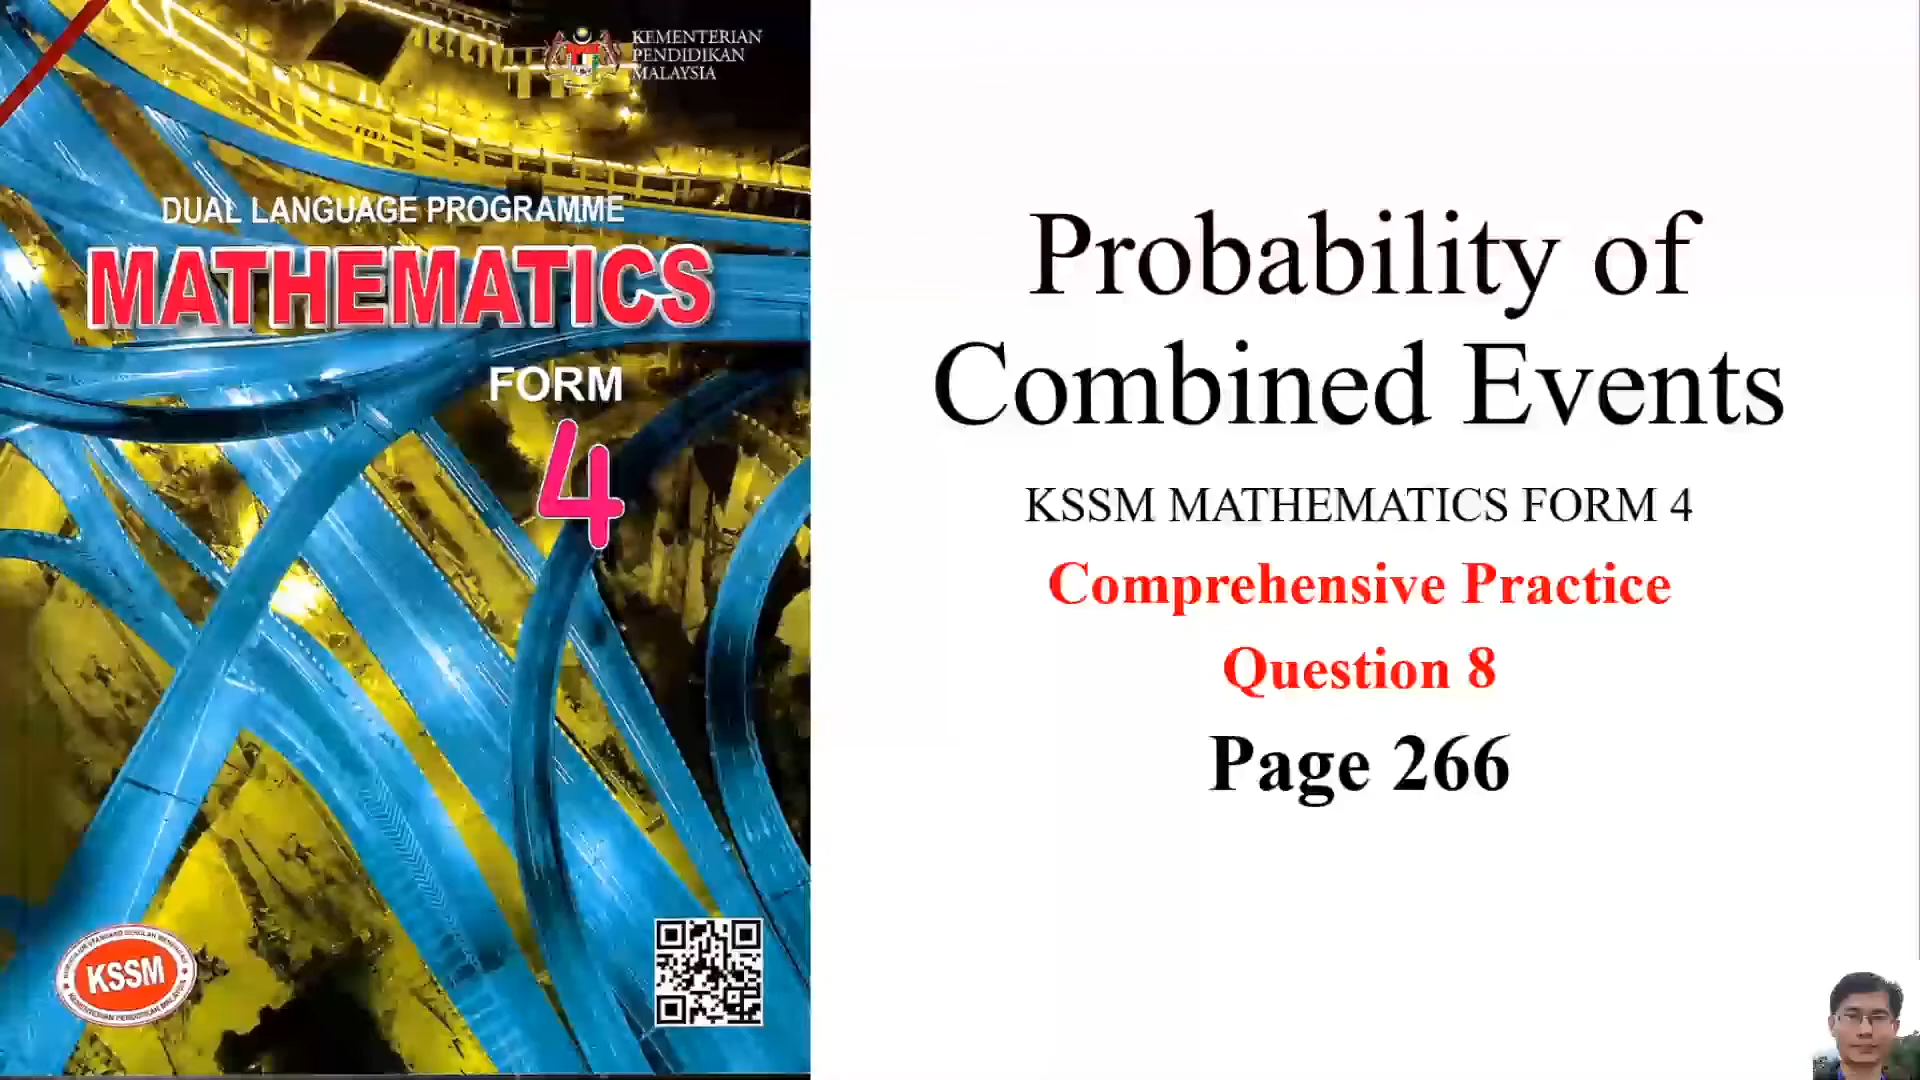 KEMENTERIAN
PENDIDIKAN
MALAYSIA
DUAL LANGUAGE PROGRAMME
MATHEMATICS
FORM
4
KSSM
Probability of
Combined Events
KSSM MATHEMATICS FORM 4
Comprehensive Practice
Question 8
Page 266